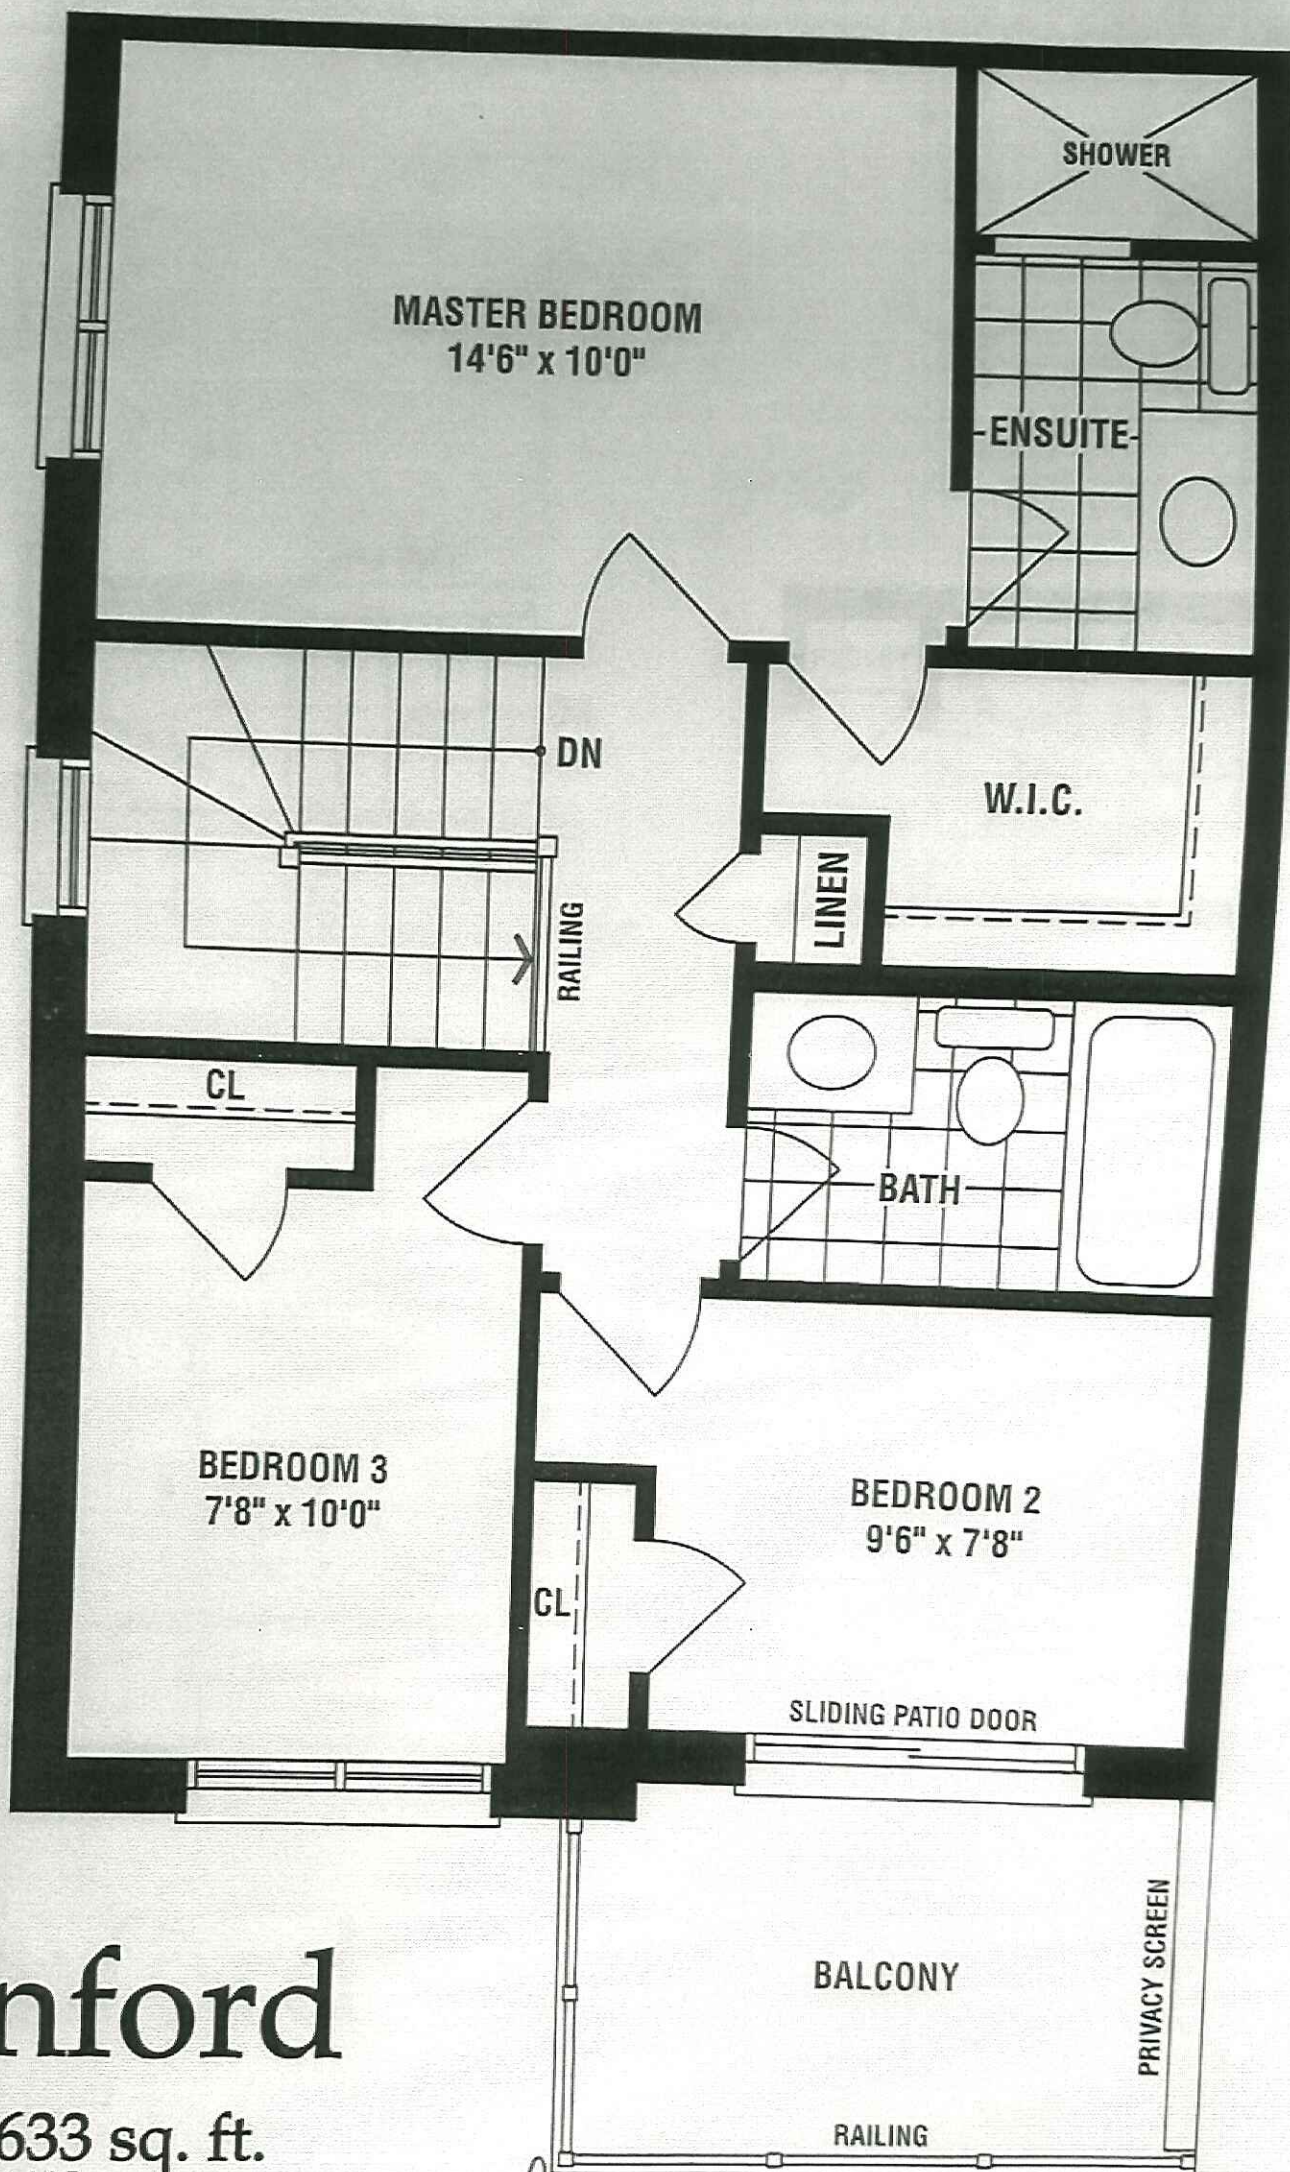 SHOWER
MASTER BEDROOM
14'6" x 10'0"
ENSUITE
DN
W.I.C.
LINEN
RAILING
CL
BATH
BEDROOM 3
7'8" x 10'0"
BEDROOM 2
9'6" x 7'8"
CL
SLIDING PATIO DOOR
BALCONY
PRIVACY SCREEN
RAILING
nford
633 sq. ft.